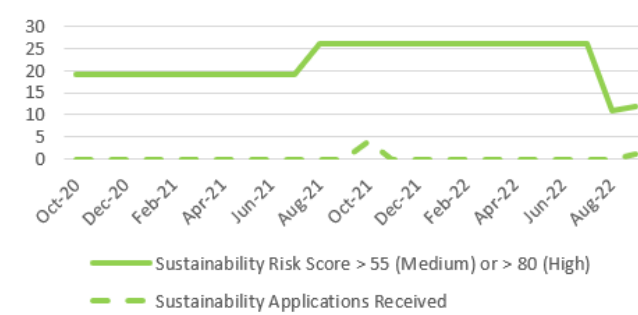 30
25
20
15
10
5
0
Oct-20 Dec-20 Feb-21 Apr-21 Jun-21 Aug-21 Oct-21 Dec-21 Feb-22 Apr-22 Jun-22 Aug-22
Sustainability Risk Score > 55 (Medium) or > 80 (High)
Sustainability Applications Received